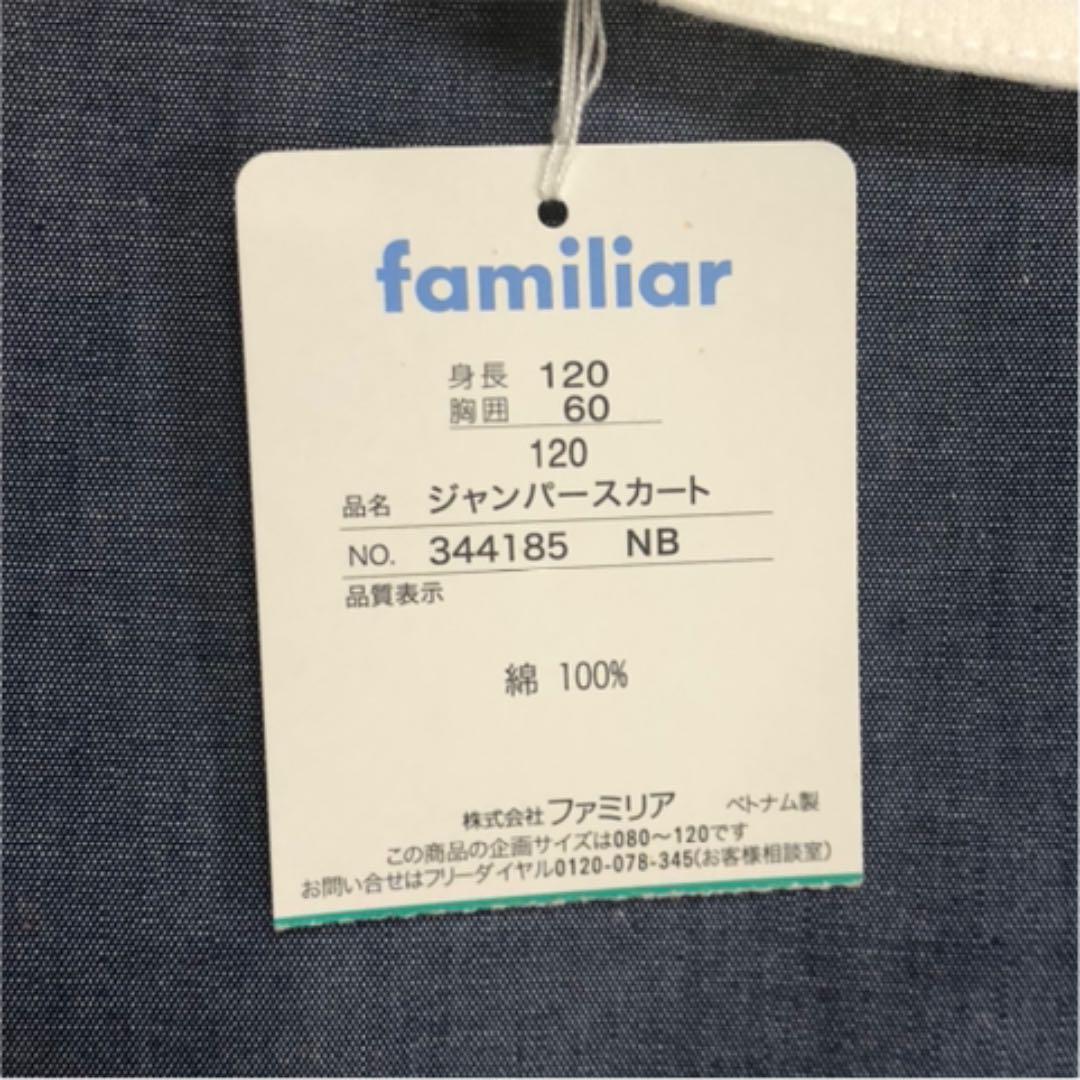 familiar
身長 120
胸囲 60
120
品名 ジャンパースカート
NO. 344185 NB
品質表示
綿 100%
株式会社ファミリア ベトナム製
この商品の企画サイズは080〜120です
お問い合せはフリーダイヤル0120-078-345(お客様相談室)